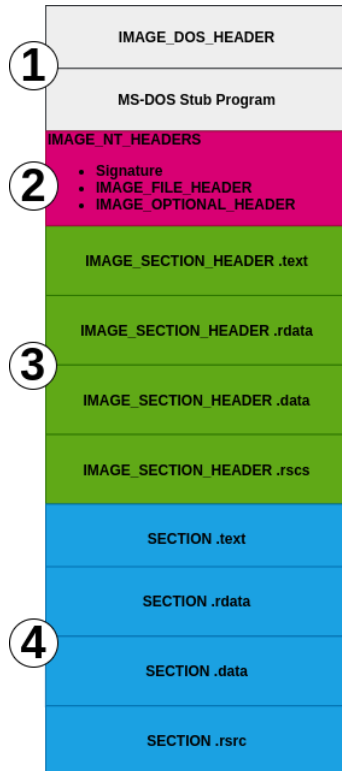 1
IMAGE_DOS_HEADER
MS-DOS Stub Program
2
IMAGE_NT_HEADERS
• Signature
• IMAGE_FILE_HEADER
• IMAGE_OPTIONAL_HEADER
3
IMAGE_SECTION_HEADER .text
IMAGE_SECTION_HEADER .rdata
IMAGE_SECTION_HEADER .data
IMAGE_SECTION_HEADER .rscs
4
SECTION .text
SECTION .rdata
SECTION .data
SECTION .rsrc